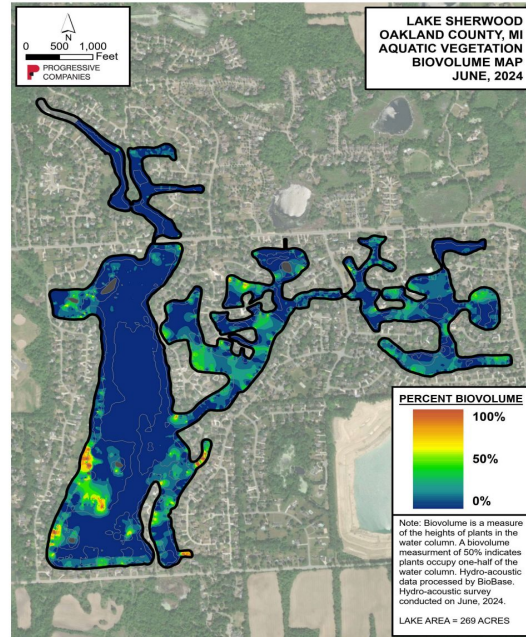 N
0 500 1,000
Feet
PROGRESSIVE
COMPANIES
LAKE SHERWOOD
OAKLAND COUNTY, MI
AQUATIC VEGETATION
BIOVOLUME MAP
JUNE, 2024
PERCENT BIOVOLUME
100%
50%
0%
Note: Biovolume is a measure
of the heights of plants in the
water column. A biovolume
measurment of 50% indicates
plants occupy one-half of the
water column. Hydro-acoustic
data processed by BioBase.
Hydro-acoustic survey
conducted on June, 2024.
LAKE AREA = 269 ACRES